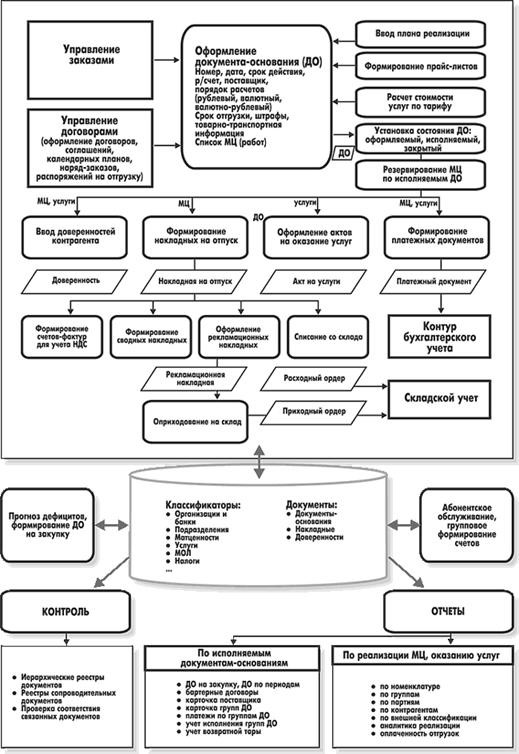 Управление
заказами
Оформление
документа-основания (ДО)
Номер, дата, срок действия,
р/счет, поставщик,
порядок расчетов
(рублевый, валютный,
валютно-рублевый)
Срок отгрузки, штрафы,
товарно-транспортная
информация
Список МЦ (работ)
Ввод плана реализации
Формирование прайс-листов
Расчет стоимости
услуг по тарифу
Управление
договорами
(оформление договоров,
соглашений,
календарных планов,
наряд-заказов,
распоряжений на отгрузку)
Установка состояния ДО:
оформляемый, исполняемый,
закрытый
ДО
Резервирование МЦ
по исполняемым ДО
МЦ, услуги
МЦ
услуги
МЦ, услуги
ДО
Ввод доверенностей
контрагента
Формирование
накладных на отпуск
Оформление актов
на оказание услуг
Формирование
платежных документов
Доверенность
Накладная на отпуск
Акт на услуги
Платежный документ
Формирование
счетов-фактур
для учета НДС
Формирование
сводных накладных
Оформление
рекламационных
накладных
Списание со склада
Контур
бухгалтерского
учета
Рекламационная
накладная
Расходный ордер
Складской учет
Оприходование на склад
Приходный ордер
Прогноз дефицитов,
формирование ДО
на закупку
Классификаторы:
● Организации и
банки
● Подразделения
● Матценности
● Услуги
● МОЛ
● Налоги
...
Документы:
● Документы-
основания
● Накладные
● Доверенности
Абонентское
обслуживание,
групповое
формирование
счетов
КОНТРОЛЬ
ОТЧЕТЫ
● Иерархические реестры
документов
● Реестры сопроводительных
документов
● Проверка соответствия
связанных документов
По исполняемым
документам-основаниям
● ДО на закупку, ДО по периодам
● бартерные договоры
● карточка поставщика
● карточка групп ДО
● платежи по группам ДО
● учет исполнения групп ДО
● учет возвратной торы
По реализации МЦ, оказанию услуг
● по номенклатуре
● по группам
● по партиям
● по контрагентам
● по внешней классификации
● аналитика реализации
● оплаченность отгрузок